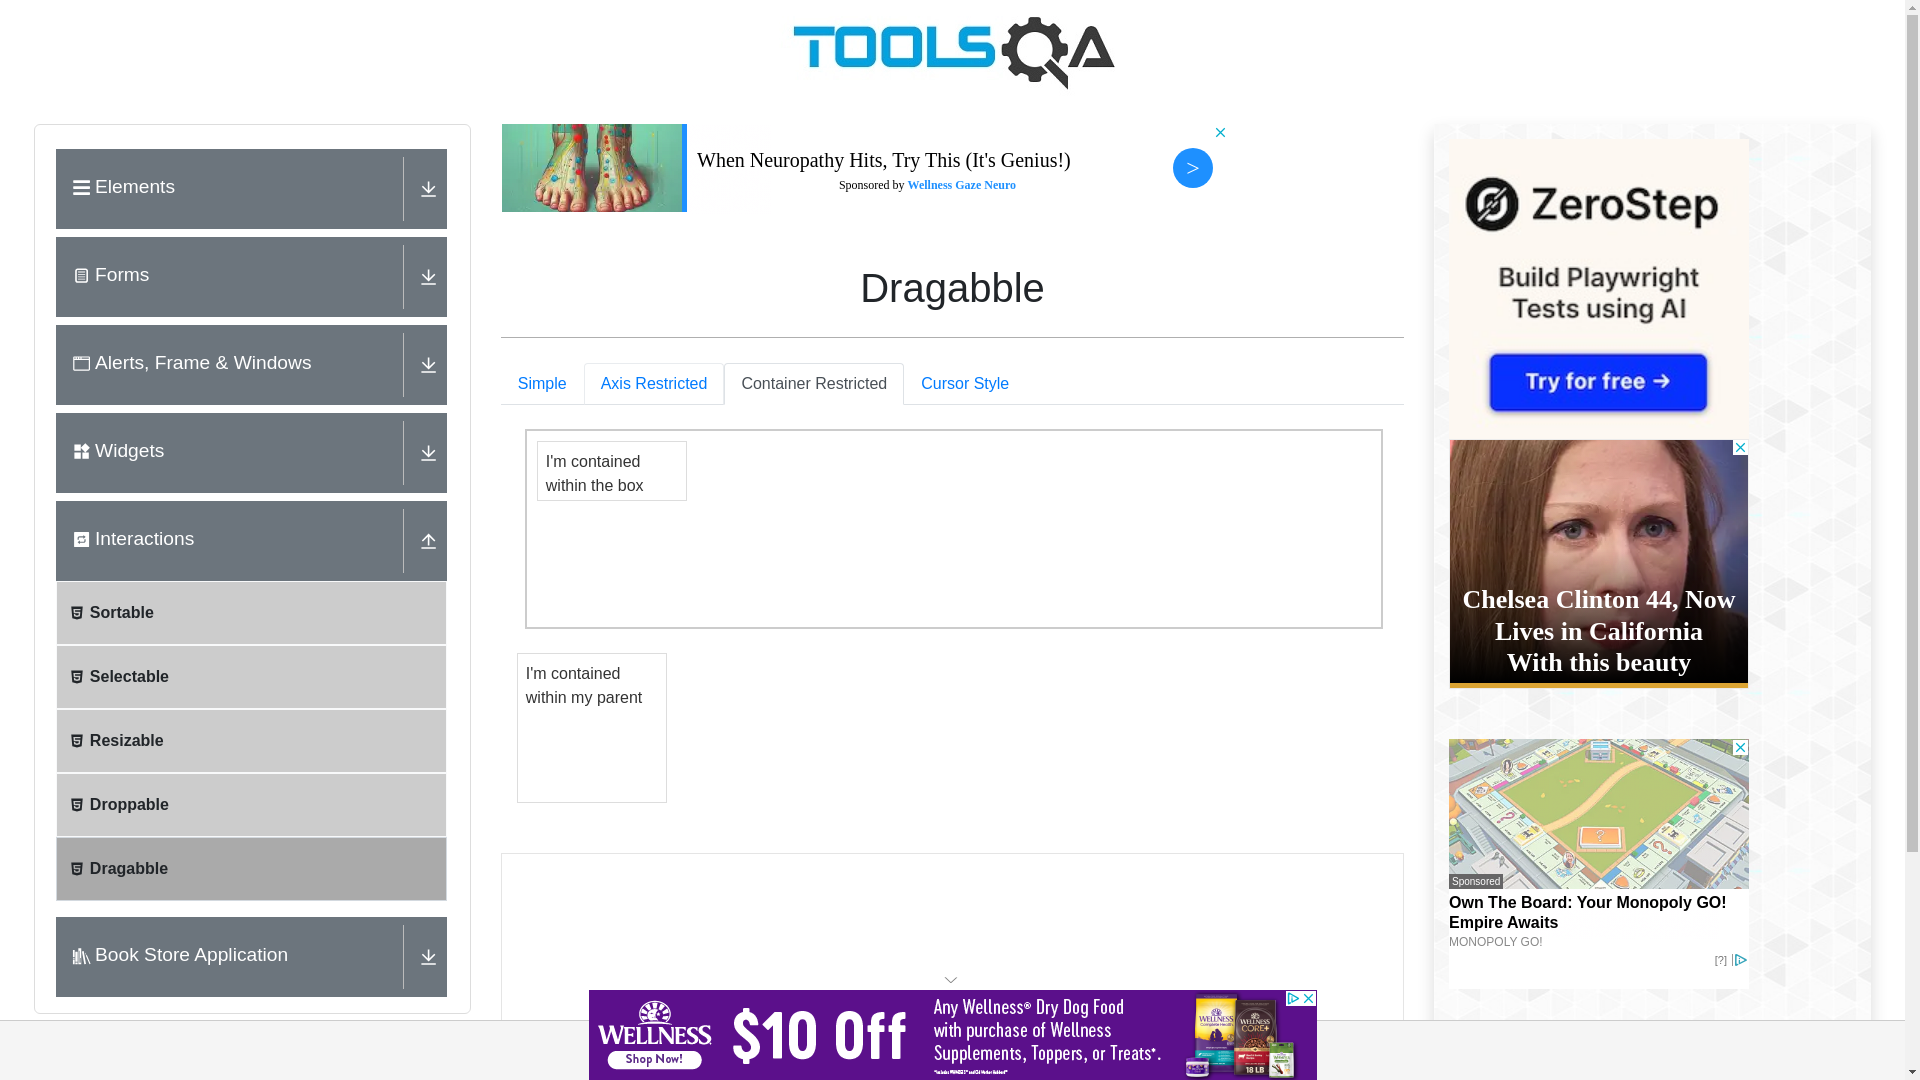 TOOLSQA
Elements
Forms
Alerts, Frame & Windows
Widgets
Interactions
Sortable
Selectable
Resizable
Droppable
Dragabble
Book Store Application
When Neuropathy Hits, Try This (It's Genius!)
Sponsored by Wellness Gaze Neuro
>
Dragabble
Simple
Axis Restricted
Container Restricted
Cursor Style
I'm contained
within the box
I'm contained
within my parent
ZeroStep
Build Playwright
Tests using AI
Try for free →
Chelsea Clinton 44, Now
Lives in California
With this beauty
Sponsored
Own The Board: Your Monopoly GO!
Empire Awaits
MONOPOLY GO!
[?]
WELLNESS
Shop Now!
$10 Off
Any Wellness® Dry Dog Food
with purchase of Wellness
Supplements, Toppers, or Treats*.